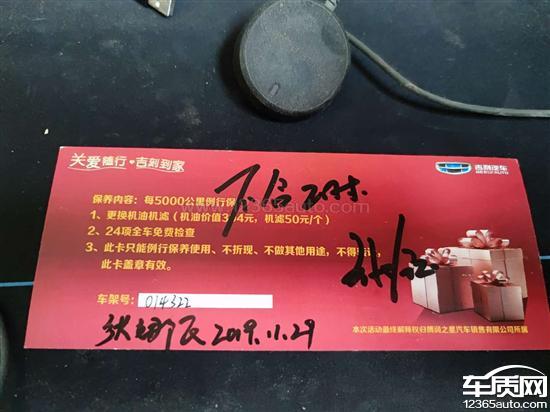 关爱随行·吉刻到家
吉利汽车
GEELY AUTO
保养内容：每5000公里例行保
1、更换机油机滤（机油价值3 4元，机滤50元/个）
2、24项全车免费检查
3、此卡只能例行保养使用、不折现、不做其他用途，不得
此卡盖章有效。
车架号：014322
2019.11.29
本次活动最终解释权归腾润之星汽车销售有限公司所属
www.12365auto.com
车质网
12365auto.com